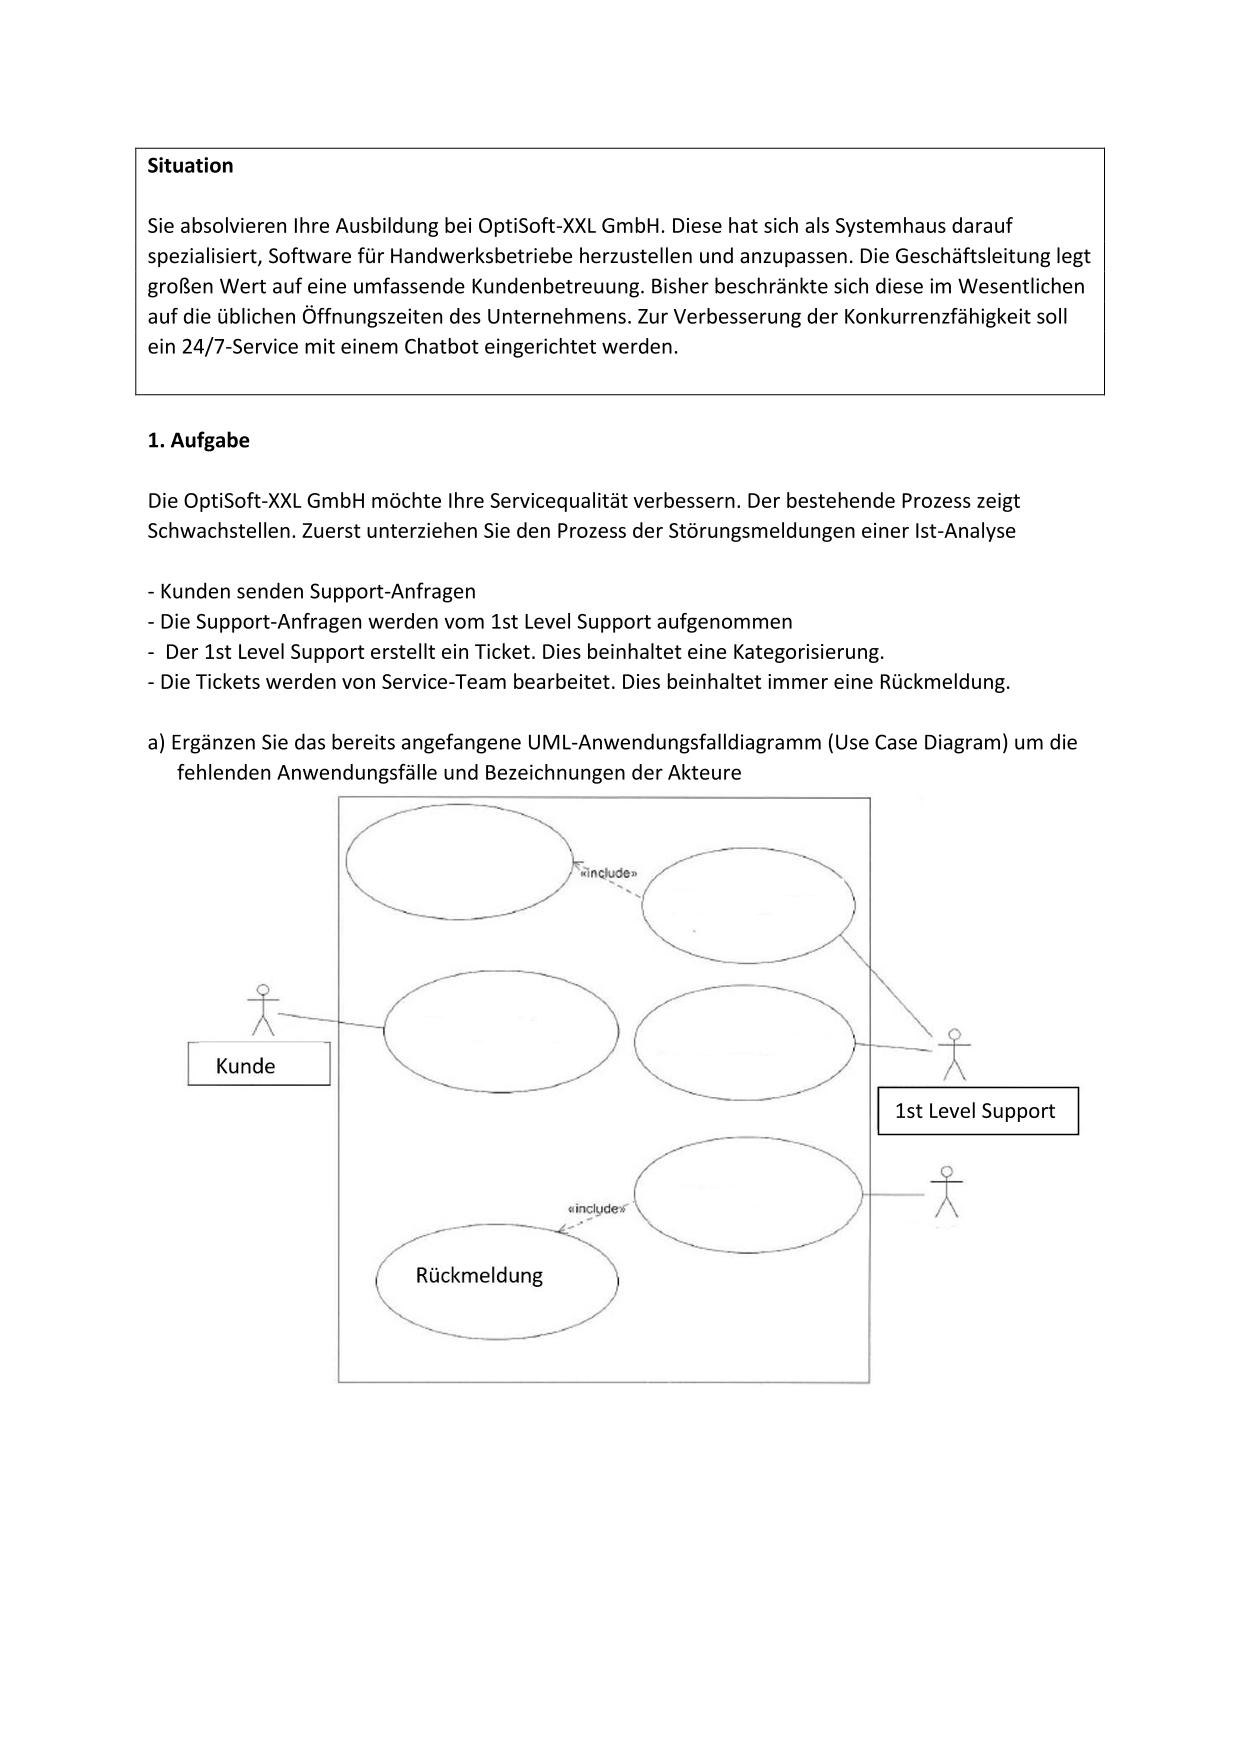 Situation
Sie absolvieren Ihre Ausbildung bei OptiSoft-XXL GmbH. Diese hat sich als Systemhaus darauf
spezialisiert, Software für Handwerksbetriebe herzustellen und anzupassen. Die Geschäftsleitung legt
großen Wert auf eine umfassende Kundenbetreuung. Bisher beschränkte sich diese im Wesentlichen
auf die üblichen Öffnungszeiten des Unternehmens. Zur Verbesserung der Konkurrenzfähigkeit soll
ein 24/7-Service mit einem Chatbot eingerichtet werden.
1. Aufgabe
Die OptiSoft-XXL GmbH möchte Ihre Servicequalität verbessern. Der bestehende Prozess zeigt
Schwachstellen. Zuerst unterziehen Sie den Prozess der Störungsmeldungen einer Ist-Analyse
- Kunden senden Support-Anfragen
- Die Support-Anfragen werden vom 1st Level Support aufgenommen
- Der 1st Level Support erstellt ein Ticket. Dies beinhaltet eine Kategorisierung.
- Die Tickets werden von Service-Team bearbeitet. Dies beinhaltet immer eine Rückmeldung.
a) Ergänzen Sie das bereits angefangene UML-Anwendungsfalldiagramm (Use Case Diagram) um die
fehlenden Anwendungsfälle und Bezeichnungen der Akteure
«include»
Kunde
1st Level Support
«include»
Rückmeldung